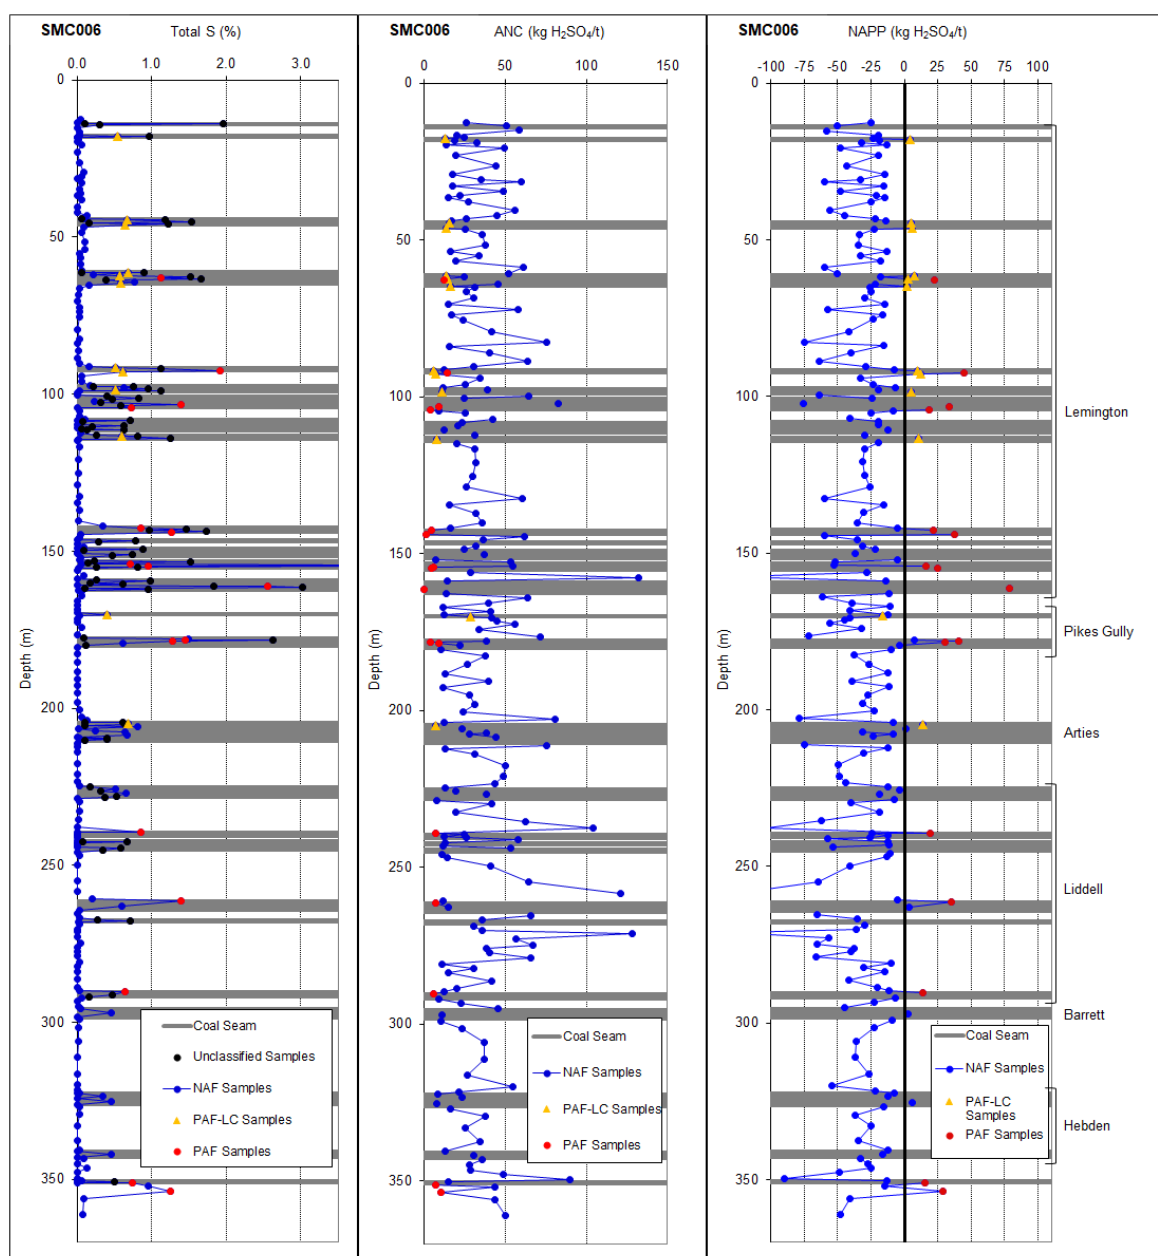 SMC006 Total S (%)
0 1.0 2.0 3.0
0
50
100
150
200
250
300
350
Depth (m)
Coal Seam
Unclassified Samples
NAF Samples
PAF-LC Samples
PAF Samples
SMC006 ANC (kg H₂SO₄/t)
0 50 100 150
0
50
100
150
200
250
300
350
Depth (m)
Coal Seam
NAF Samples
PAF-LC Samples
PAF Samples
SMC006 NAPP (kg H₂SO₄/t)
-100 -75 -50 -25 0 25 50 75 100
0
50
100
150
200
250
300
350
Depth (m)
Lemington
Pikes Gully
Arties
Liddell
Barrett
Hebden
Coal Seam
NAF Samples
PAF-LC
Samples
PAF Samples